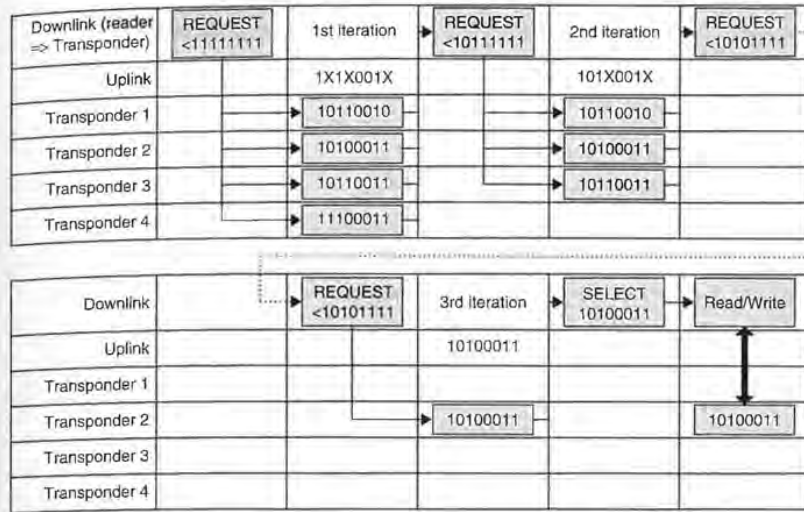 Downlink (reader => Transponder) REQUEST <11111111 1st iteration REQUEST <10111111 2nd iteration REQUEST <10101111
Uplink 1X1X001X 101X001X
Transponder 1 10110010 10110010
Transponder 2 10100011 10100011
Transponder 3 10110011 10110011
Transponder 4 11100011
Downlink REQUEST <10101111 3rd iteration SELECT 10100011 Read/Write
Uplink 10100011
Transponder 1
Transponder 2 10100011 10100011
Transponder 3
Transponder 4